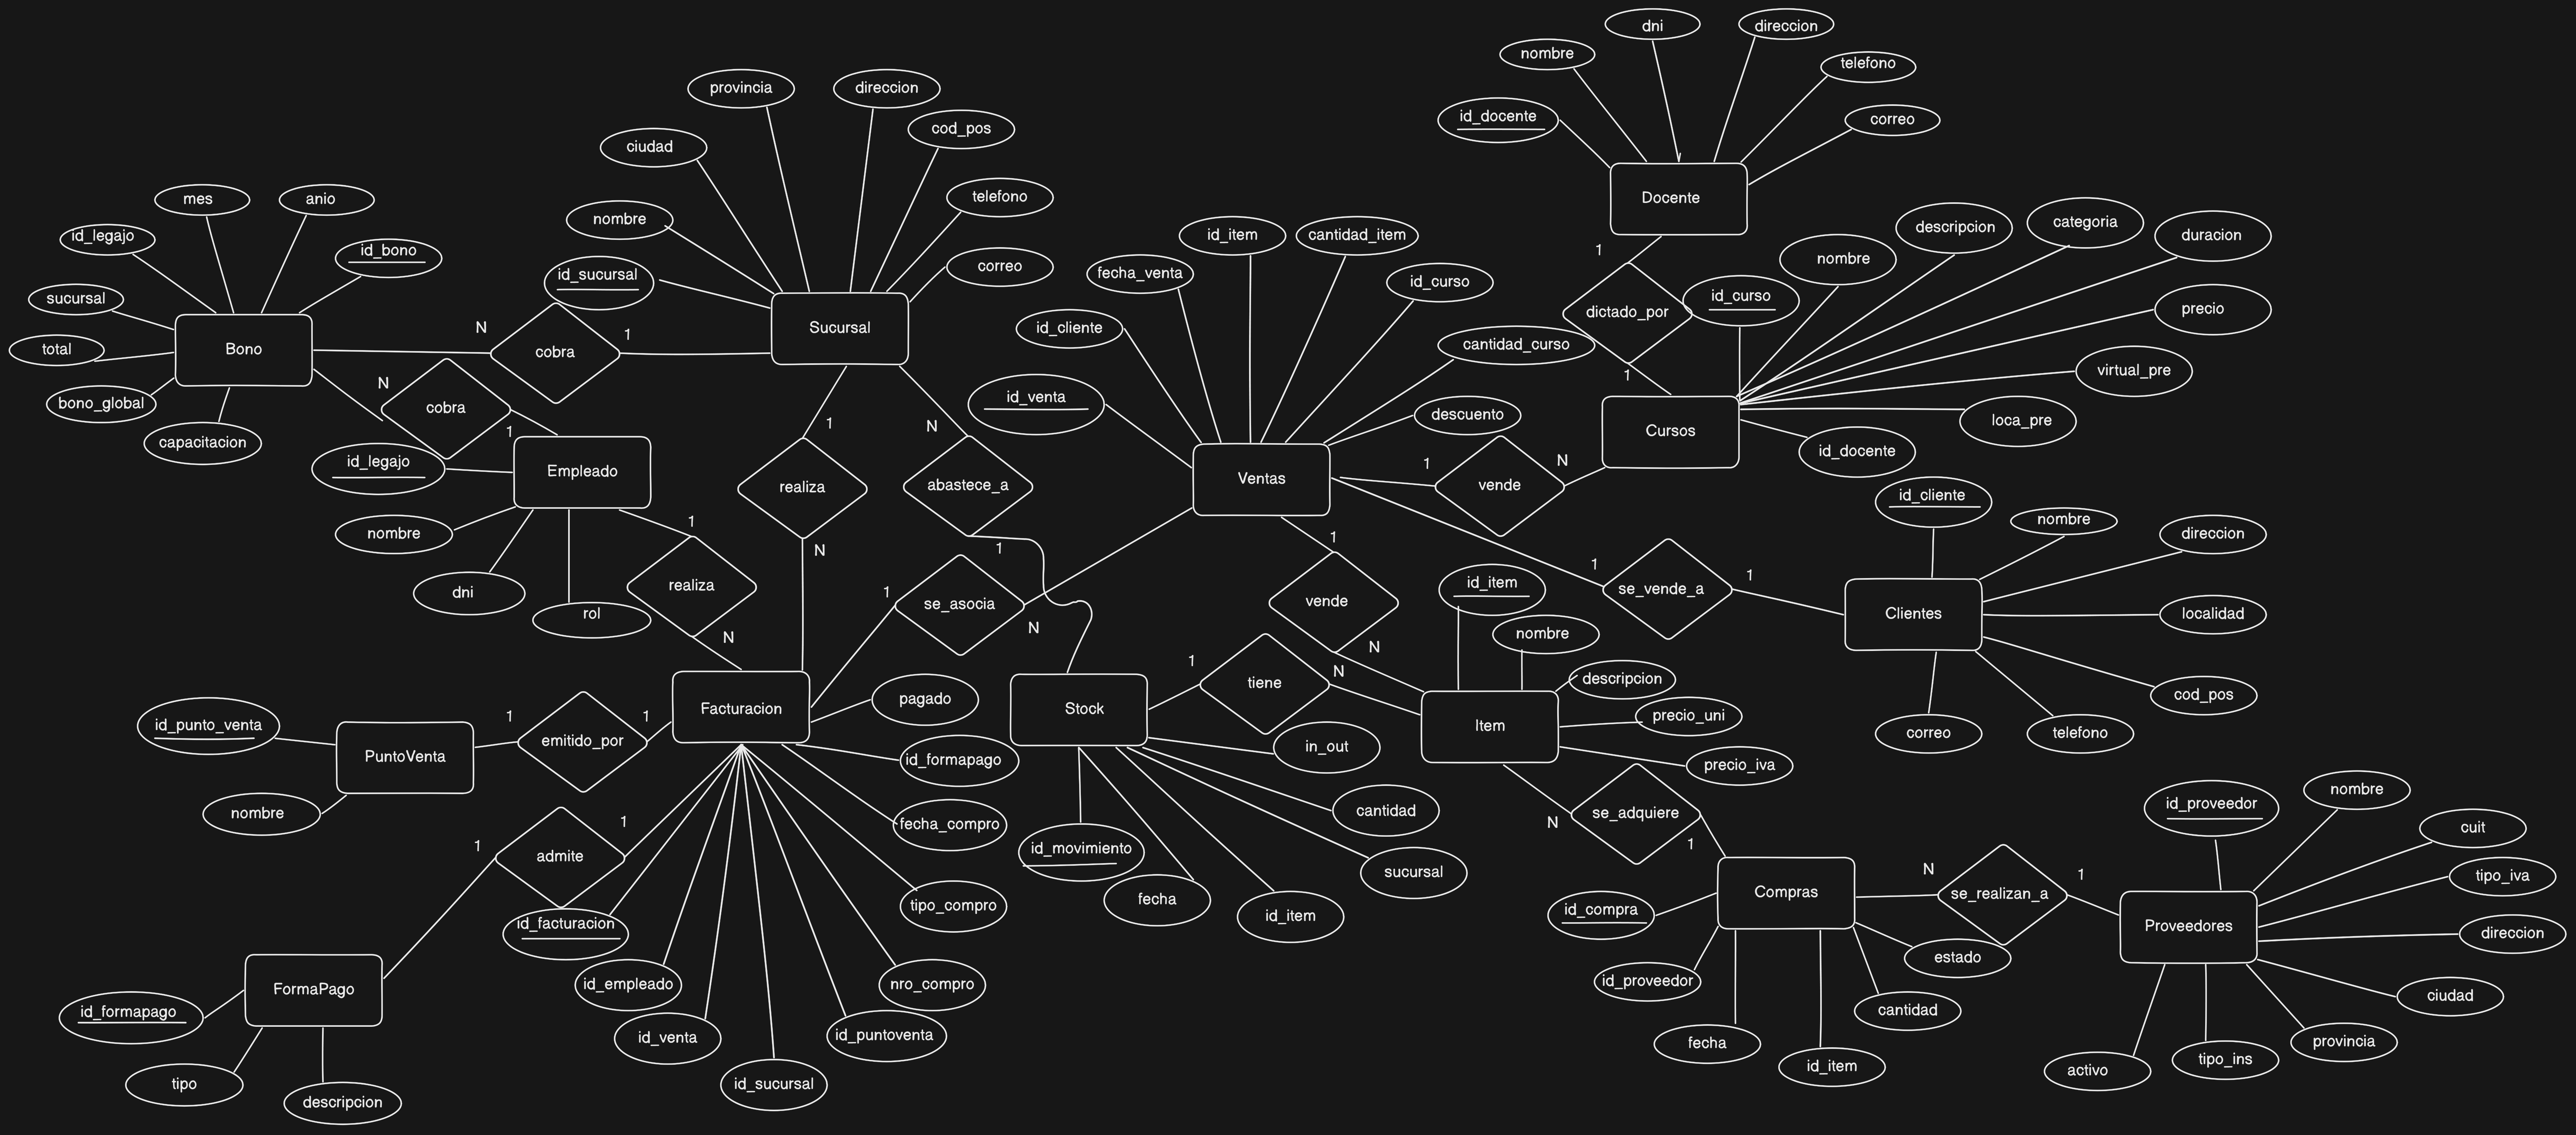 dni
direccion
nombre
telefono
id_docente
correo
Docente
provincia
direccion
cod_pos
ciudad
telefono
nombre
correo
id_sucursal
Sucursal
mes
anio
id_legajo
id_bono
sucursal
total
bono_global
capacitacion
Bono
N
cobra
1
N
cobra
1
id_legajo
Empleado
nombre
dni
rol
1
realiza
N
1
realiza
N
N
abastece_a
1
id_item
cantidad_item
fecha_venta
id_curso
id_cliente
cantidad_curso
id_venta
descuento
Ventas
1
dictado_por
1
id_curso
nombre
descripcion
categoria
duracion
precio
virtual_pre
loca_pre
id_docente
Cursos
1
vende
N
1
se_vende_a
1
id_cliente
nombre
direccion
localidad
cod_pos
telefono
correo
Clientes
1
vende
N
1
se_asocia
N
id_item
nombre
descripcion
precio_uni
precio_iva
Item
1
tiene
N
Stock
in_out
cantidad
sucursal
id_item
fecha
id_movimiento
id_punto_venta
PuntoVenta
nombre
1
emitido_por
1
Facturacion
pagado
id_formapago
fecha_compro
tipo_compro
nro_compro
id_puntoventa
id_sucursal
id_venta
id_empleado
id_facturacion
1
admite
1
FormaPago
id_formapago
tipo
descripcion
N
se_adquiere
1
Compras
id_compra
id_proveedor
fecha
id_item
cantidad
estado
N
se_realizan_a
1
id_proveedor
nombre
cuit
tipo_iva
direccion
ciudad
provincia
tipo_ins
activo
Proveedores